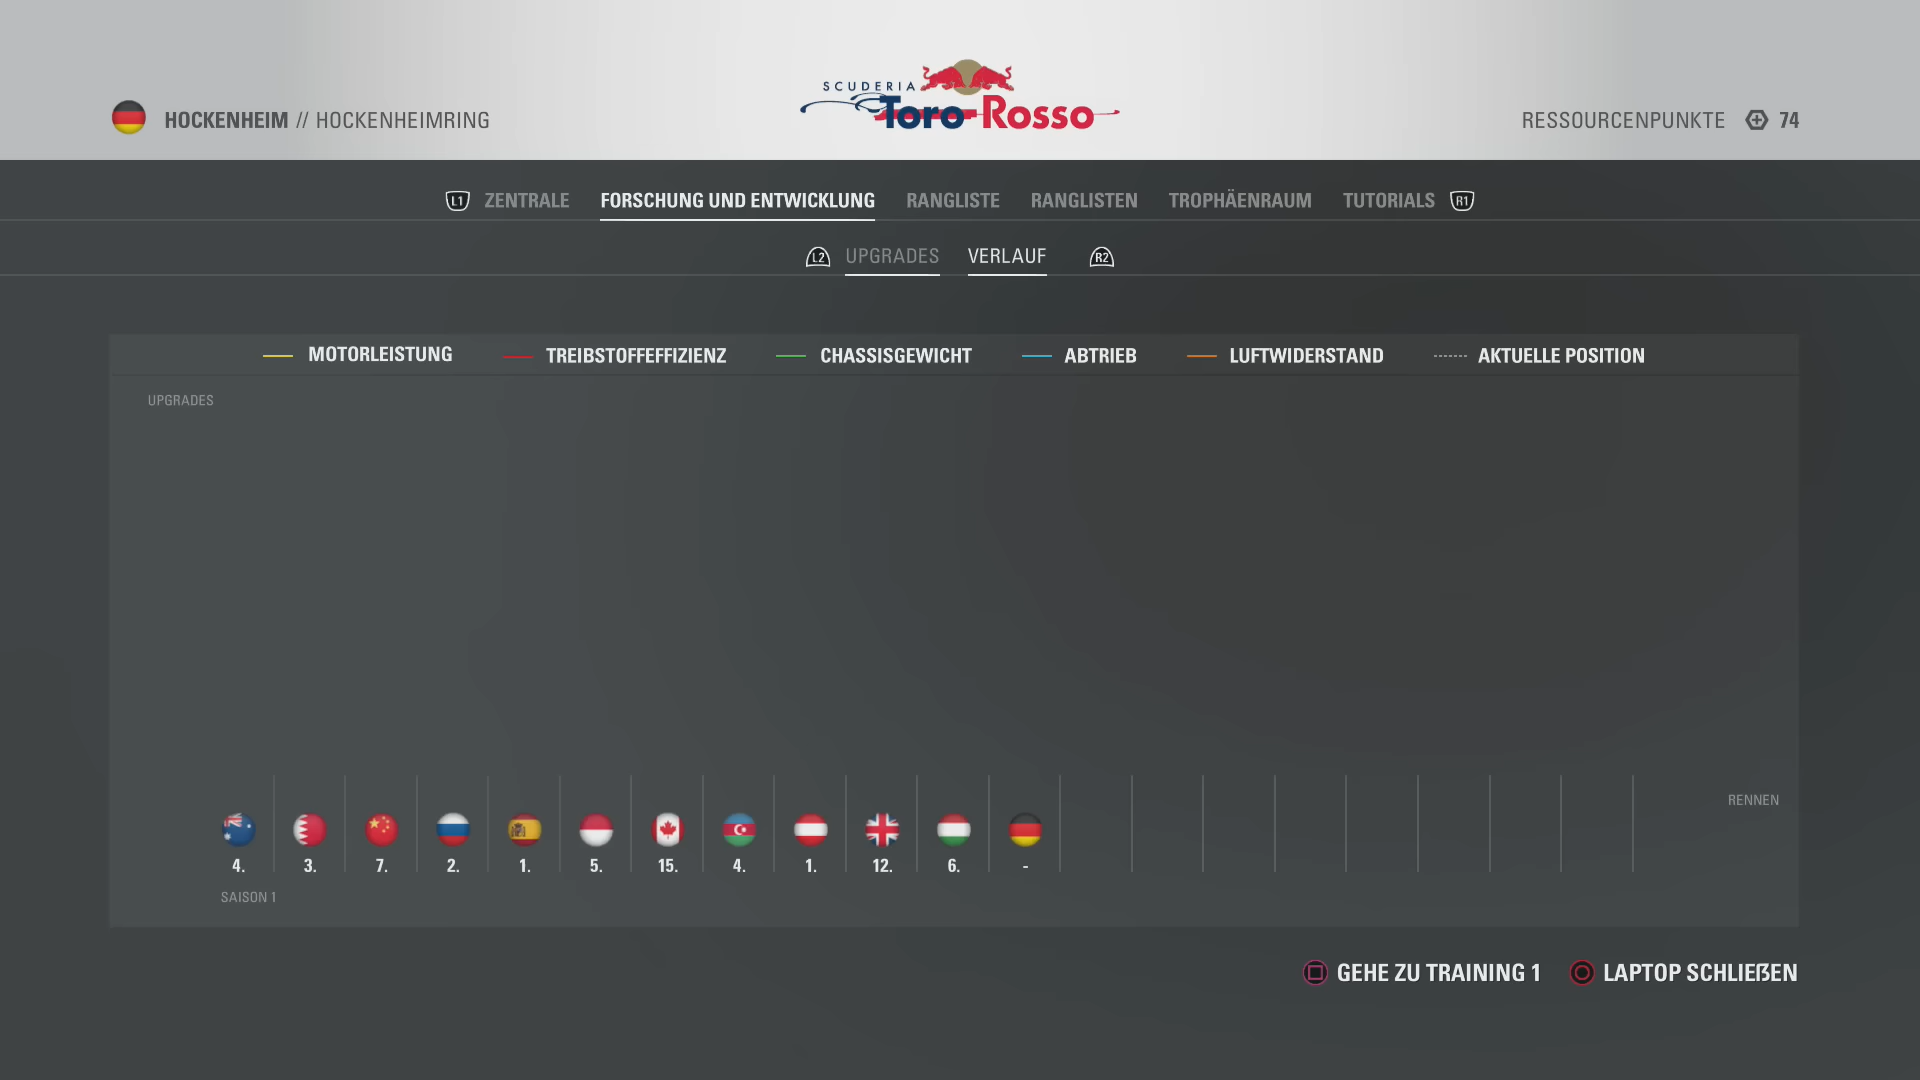 SCUDERIA
Toro Rosso
HOCKENHEIM // HOCKENHEIMRING
RESSOURCENPUNKTE 74
L1 ZENTRALE FORSCHUNG UND ENTWICKLUNG RANGLISTE RANGLISTEN TROPHÄENRAUM TUTORIALS R1
L2 UPGRADES VERLAUF R2
MOTORLEISTUNG TREIBSTOFFEFFIZIENZ CHASSISGEWICHT ABTRIEB LUFTWIDERSTAND AKTUELLE POSITION
UPGRADES
RENNEN
4. 3. 7. 2. 1. 5. 15. 4. 1. 12. 6. -
SAISON 1
GEHE ZU TRAINING 1 LAPTOP SCHLIEßEN